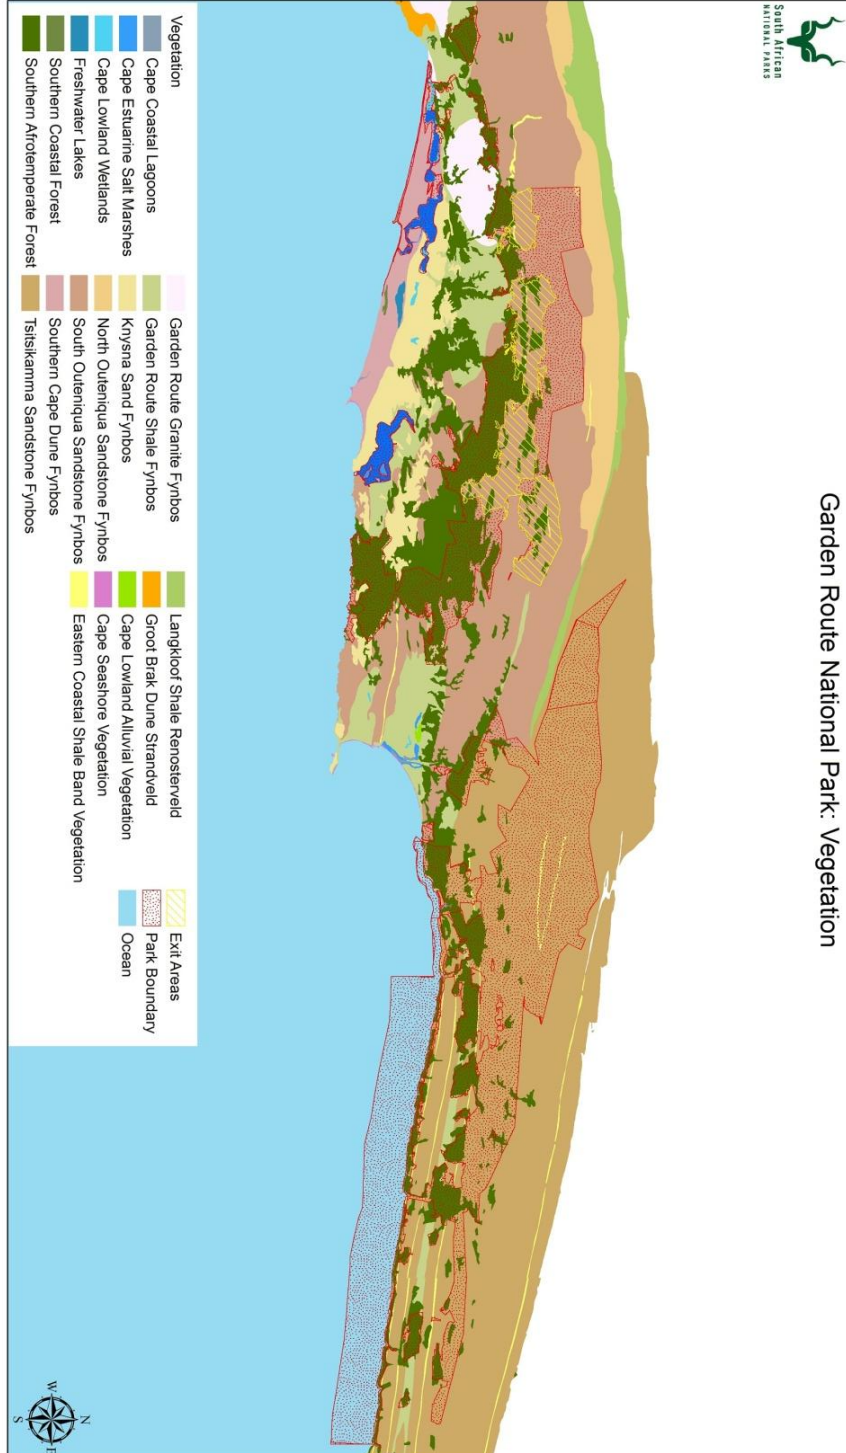 South African
NATIONAL PARKS
Garden Route National Park: Vegetation
Vegetation
Cape Coastal Lagoons
Cape Estuarine Salt Marshes
Cape Lowland Wetlands
Freshwater Lakes
Southern Coastal Forest
Southern Afrotemperate Forest
Garden Route Granite Fynbos
Garden Route Shale Fynbos
Knysna Sand Fynbos
North Outeniqua Sandstone Fynbos
South Outeniqua Sandstone Fynbos
Southern Cape Dune Fynbos
Tsitsikamma Sandstone Fynbos
Langkloof Shale Renosterveld
Groot Brak Dune Strandveld
Cape Lowland Alluvial Vegetation
Cape Seashore Vegetation
Eastern Coastal Shale Band Vegetation
Exit Areas
Park Boundary
Ocean
N
W
E
S